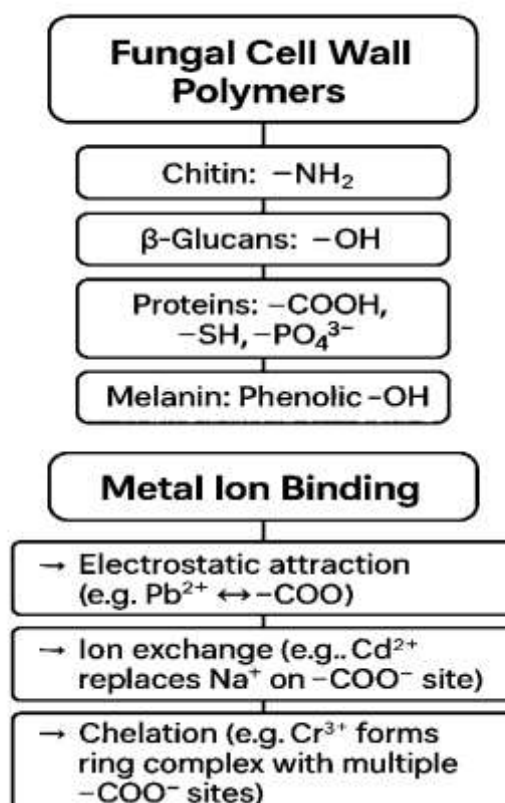 Fungal Cell Wall
Polymers
Chitin: –NH₂
β-Glucans: –OH
Proteins: –COOH,
–SH, –PO₄³⁻
Melanin: Phenolic -OH
Metal Ion Binding
→ Electrostatic attraction
(e.g. Pb²⁺ ↔ –COO)
→ Ion exchange (e.g.. Cd²⁺
replaces Na⁺ on –COO⁻ site)
→ Chelation (e.g. Cr³⁺ forms
ring complex with multiple
–COO⁻ sites)